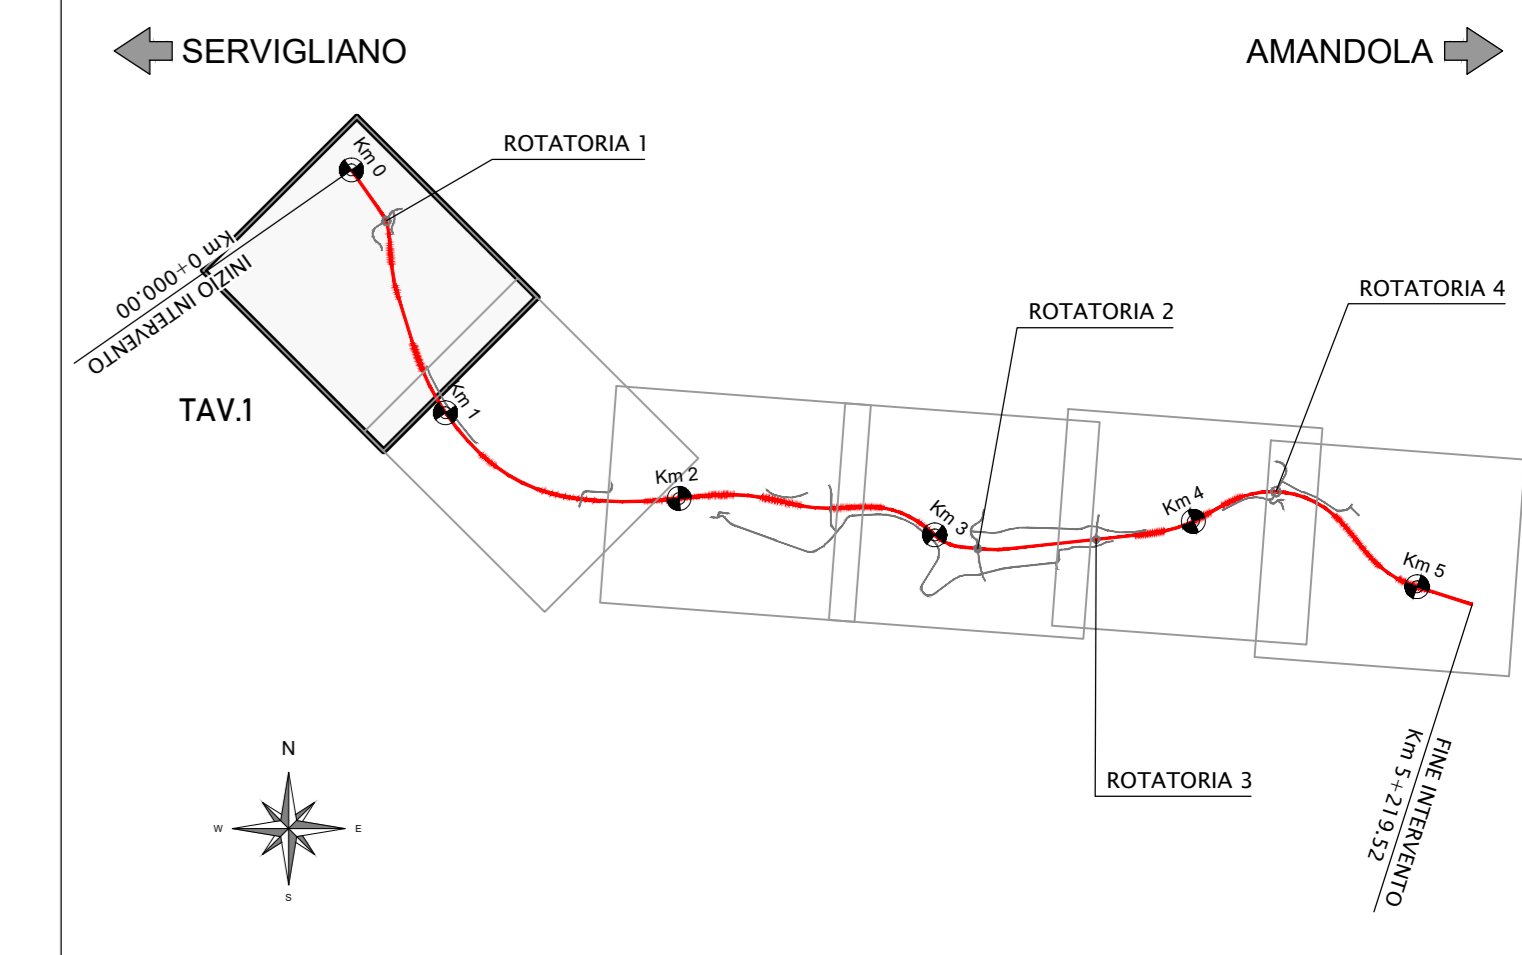 SERVIGLIANO
AMANDOLA
ROTATORIA 1
Km 0
Km 0+000.00
INIZIO INTERVENTO
ROTATORIA 4
ROTATORIA 2
TAV.1
Km 1
Km 2
Km 3
Km 4
Km 5
ROTATORIA 3
FINE INTERVENTO
Km 5+219.52
N
W
E
S